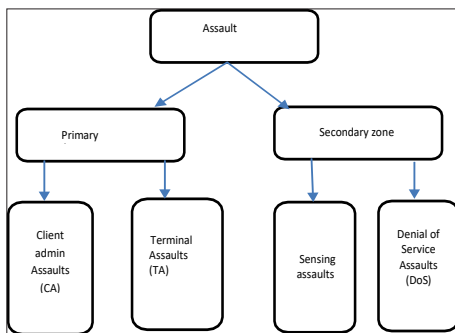 Assault
Primary
Secondary zone
Client
admin
Assaults
(CA)
Terminal
Assaults
(TA)
Sensing
assaults
Denial of
Service
Assaults
(DoS)